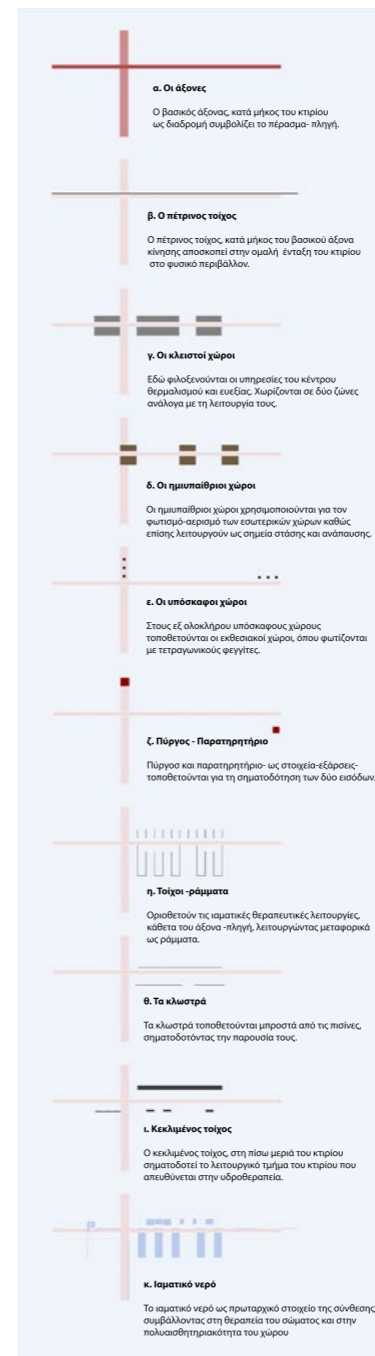 α. Οι άξονες
Ο βασικός άξονας, κατά μήκος του κτιρίου
ως διαδρομή συμβολίζει το πέρασμα- πληγή.
β. Ο πέτρινος τοίχος
Ο πέτρινος τοίχος, κατά μήκος του βασικού άξονα
κίνησης αποσκοπεί στην ομαλή ένταξη του κτιρίου
στο φυσικό περιβάλλον.
γ. Οι κλειστοί χώροι
Εδώ φιλοξενούνται οι υπηρεσίες του κέντρου
θερμαλισμού και ευεξίας. Χωρίζονται σε δύο ζώνες
ανάλογα με τη λειτουργία τους.
δ. Οι ημιυπαίθριοι χώροι
Οι ημιυπαίθριοι χώροι χρησιμοποιούνται για τον
φωτισμό-αερισμό των εσωτερικών χώρων καθώς
επίσης λειτουργούν ως σημεία στάσης και ανάπαυσης.
ε. Οι υπόσκαφοι χώροι
Στους εξ ολοκλήρου υπόσκαφους χώρους
τοποθετούνται οι εκθεσιακοί χώροι, όπου φωτίζονται
με τετραγωνικούς φεγγίτες.
ζ. Πύργος - Παρατηρητήριο
Πύργοσ και παρατηρητήριο- ως στοιχεία-εξάρσεις-
τοποθετούνται για τη σηματοδότηση των δύο εισόδων.
η. Τοίχοι -ράμματα
Οριοθετούν τις ιαματικές θεραπευτικές λειτουργίες,
κάθετα του άξονα -πληγή, λειτουργώντας μεταφορικά
ως ράμματα.
θ. Τα κλωστρά
Τα κλωστρά τοποθετούνται μπροστά από τις πισίνες,
σηματοδοτόντας την παρουσία τους.
ι. Κεκλιμένος τοίχος
Ο κεκλιμένος τοίχος, στη πίσω μεριά του κτιρίου
σηματοδοτεί το λειτουργικό τμήμα του κτιρίου που
απευθύνεται στην υδροθεραπεία.
κ. Ιαματικό νερό
Το ιαματικό νερό ως πρωταρχικό στοιχείο της σύνθεσης,
συμβάλλοντας στη θεραπεία του σώματος και στην
πολυαισθητηριακότητα του χώρου